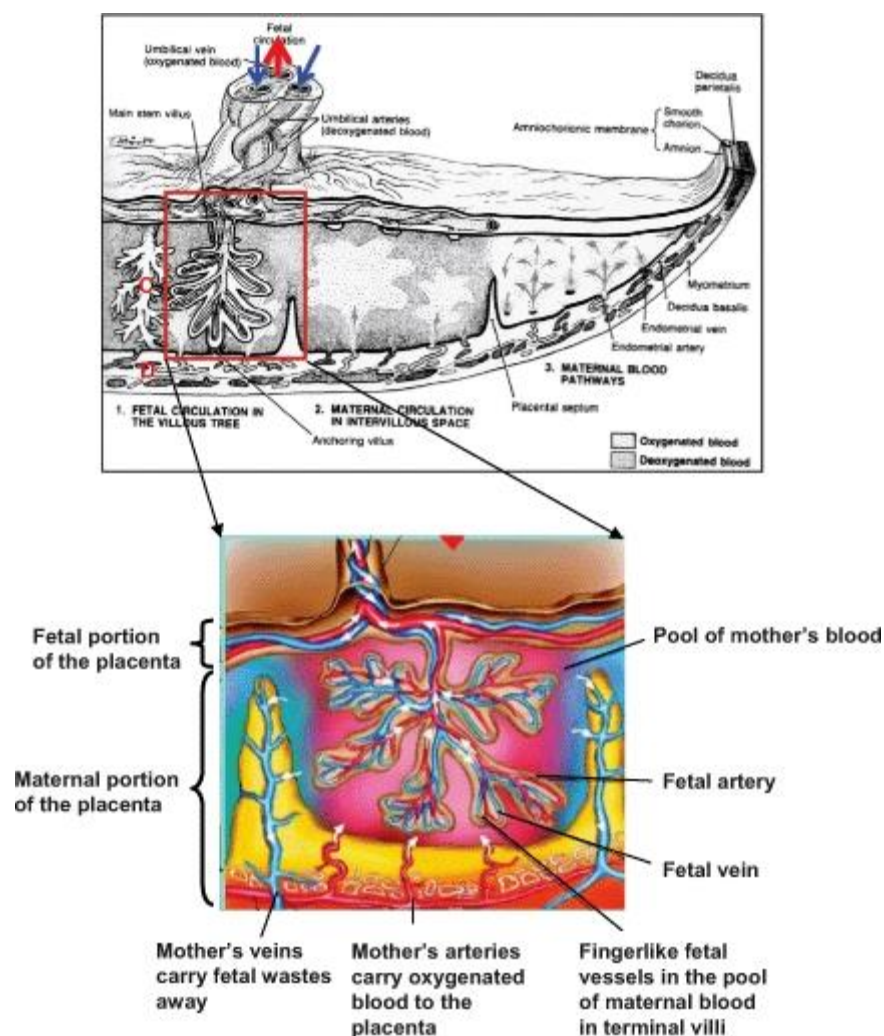 Fetal
circulation
Umbilical vein
(oxygenated blood)
Main stem villus
Umbilical arteries
(deoxygenated blood)
Decidus
parietalis
Smooth
chorion
Amniochorionic membrane
Amnion
C
Myometrium
Decidus basalis
Endometrial vein
Endometrial artery
3. MATERNAL BLOOD
PATHWAYS
1. FETAL CIRCULATION IN
THE VILLOUS TREE
2. MATERNAL CIRCULATION
IN INTERVILLOUS SPACE
Placental septum
Anchoring villus
Oxygenated blood
Deoxygenated blood
Fetal portion
of the placenta
Pool of mother's blood
Maternal portion
of the placenta
Fetal artery
Fetal vein
Mother's veins
carry fetal wastes
away
Mother's arteries
carry oxygenated
blood to the
placenta
Fingerlike fetal
vessels in the pool
of maternal blood
in terminal villi